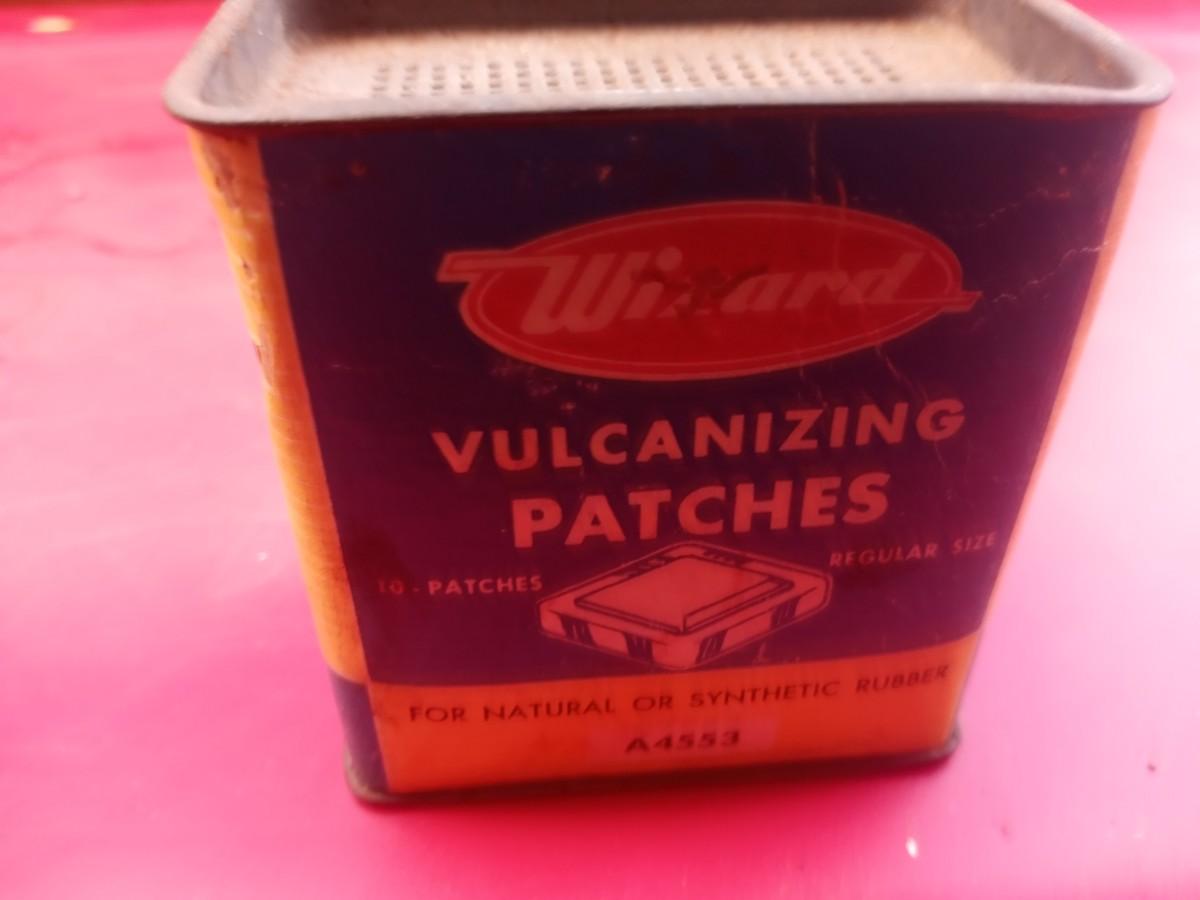 Wizard
VULCANIZING
PATCHES
10 - PATCHES
REGULAR SIZE
FOR NATURAL OR SYNTHETIC RUBBER
A4553